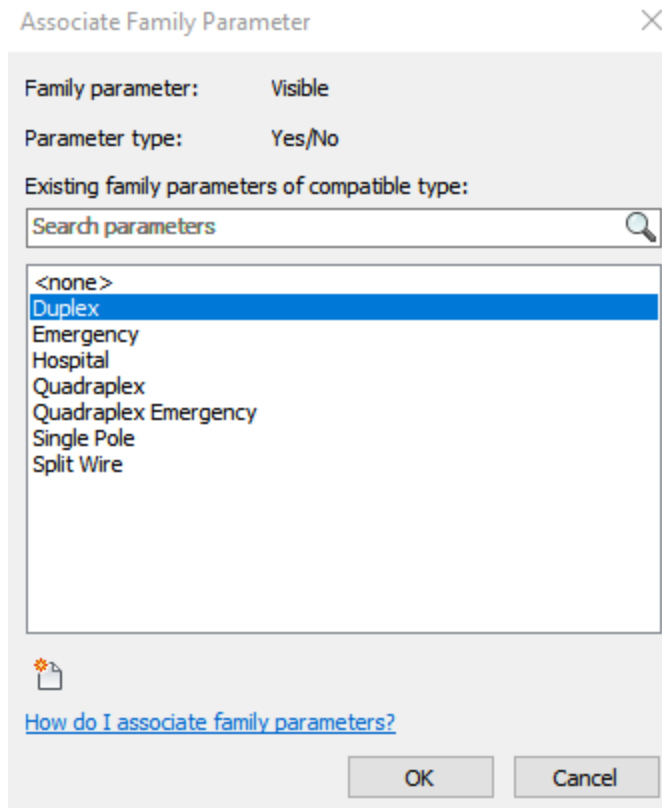 Associate Family Parameter
Family parameter: Visible
Parameter type: Yes/No
Existing family parameters of compatible type:
Search parameters
<none>
Duplex
Emergency
Hospital
Quadraplex
Quadraplex Emergency
Single Pole
Split Wire
How do I associate family parameters?
OK Cancel